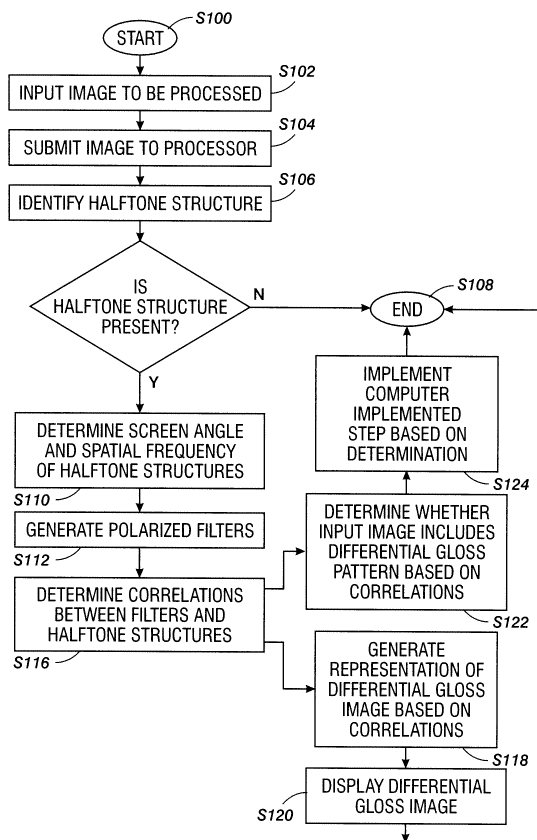 S100
START
S102
INPUT IMAGE TO BE PROCESSED
S104
SUBMIT IMAGE TO PROCESSOR
S106
IDENTIFY HALFTONE STRUCTURE
IS
HALFTONE STRUCTURE
PRESENT?
N
Y
S108
END
DETERMINE SCREEN ANGLE
AND SPATIAL FREQUENCY
OF HALFTONE STRUCTURES
S110
GENERATE POLARIZED FILTERS
S112
DETERMINE CORRELATIONS
BETWEEN FILTERS AND
HALFTONE STRUCTURES
S116
IMPLEMENT
COMPUTER
IMPLEMENTED
STEP BASED ON
DETERMINATION
S124
DETERMINE WHETHER
INPUT IMAGE INCLUDES
DIFFERENTIAL GLOSS
PATTERN BASED ON
CORRELATIONS
S122
GENERATE
REPRESENTATION OF
DIFFERENTIAL GLOSS
IMAGE BASED ON
CORRELATIONS
S118
DISPLAY DIFFERENTIAL
GLOSS IMAGE
S120